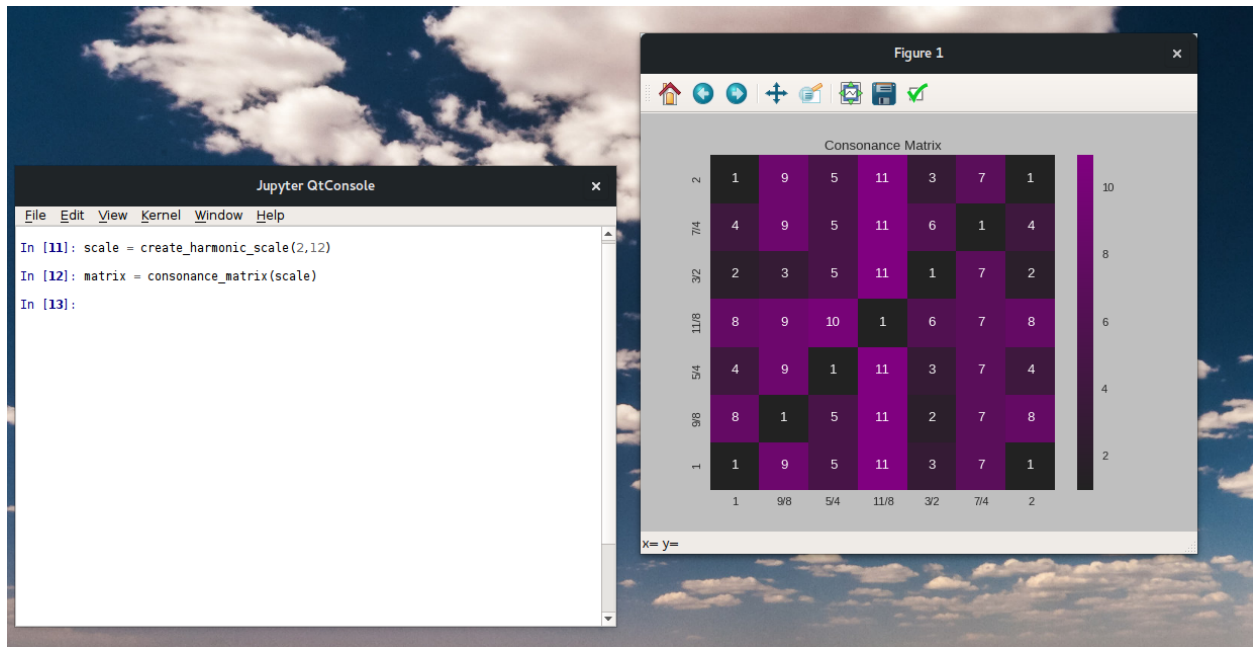 Jupyter QtConsole
File Edit View Kernel Window Help
In [11]: scale = create_harmonic_scale(2,12)
In [12]: matrix = consonance_matrix(scale)
In [13]:
Figure 1
Consonance Matrix
2 1 9 5 11 3 7 1
7/4 4 9 5 11 6 1 4
3/2 2 3 5 11 1 7 2
11/8 8 9 10 1 6 7 8
5/4 4 9 1 11 3 7 4
9/8 8 1 5 11 2 7 8
1 1 9 5 11 3 7 1
1 9/8 5/4 11/8 3/2 7/4 2
10
8
6
4
2
x= y=